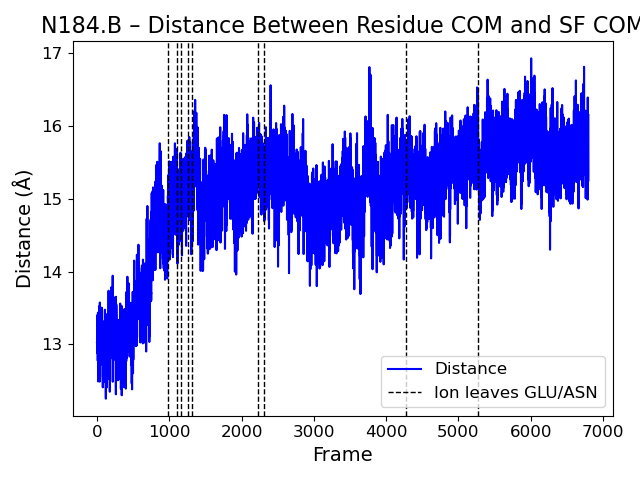 N184.B – Distance Between Residue COM and SF COM
17
16
15
14
13
Distance (Å)
0
1000
2000
3000
4000
5000
6000
7000
Frame
Distance
Ion leaves GLU/ASN